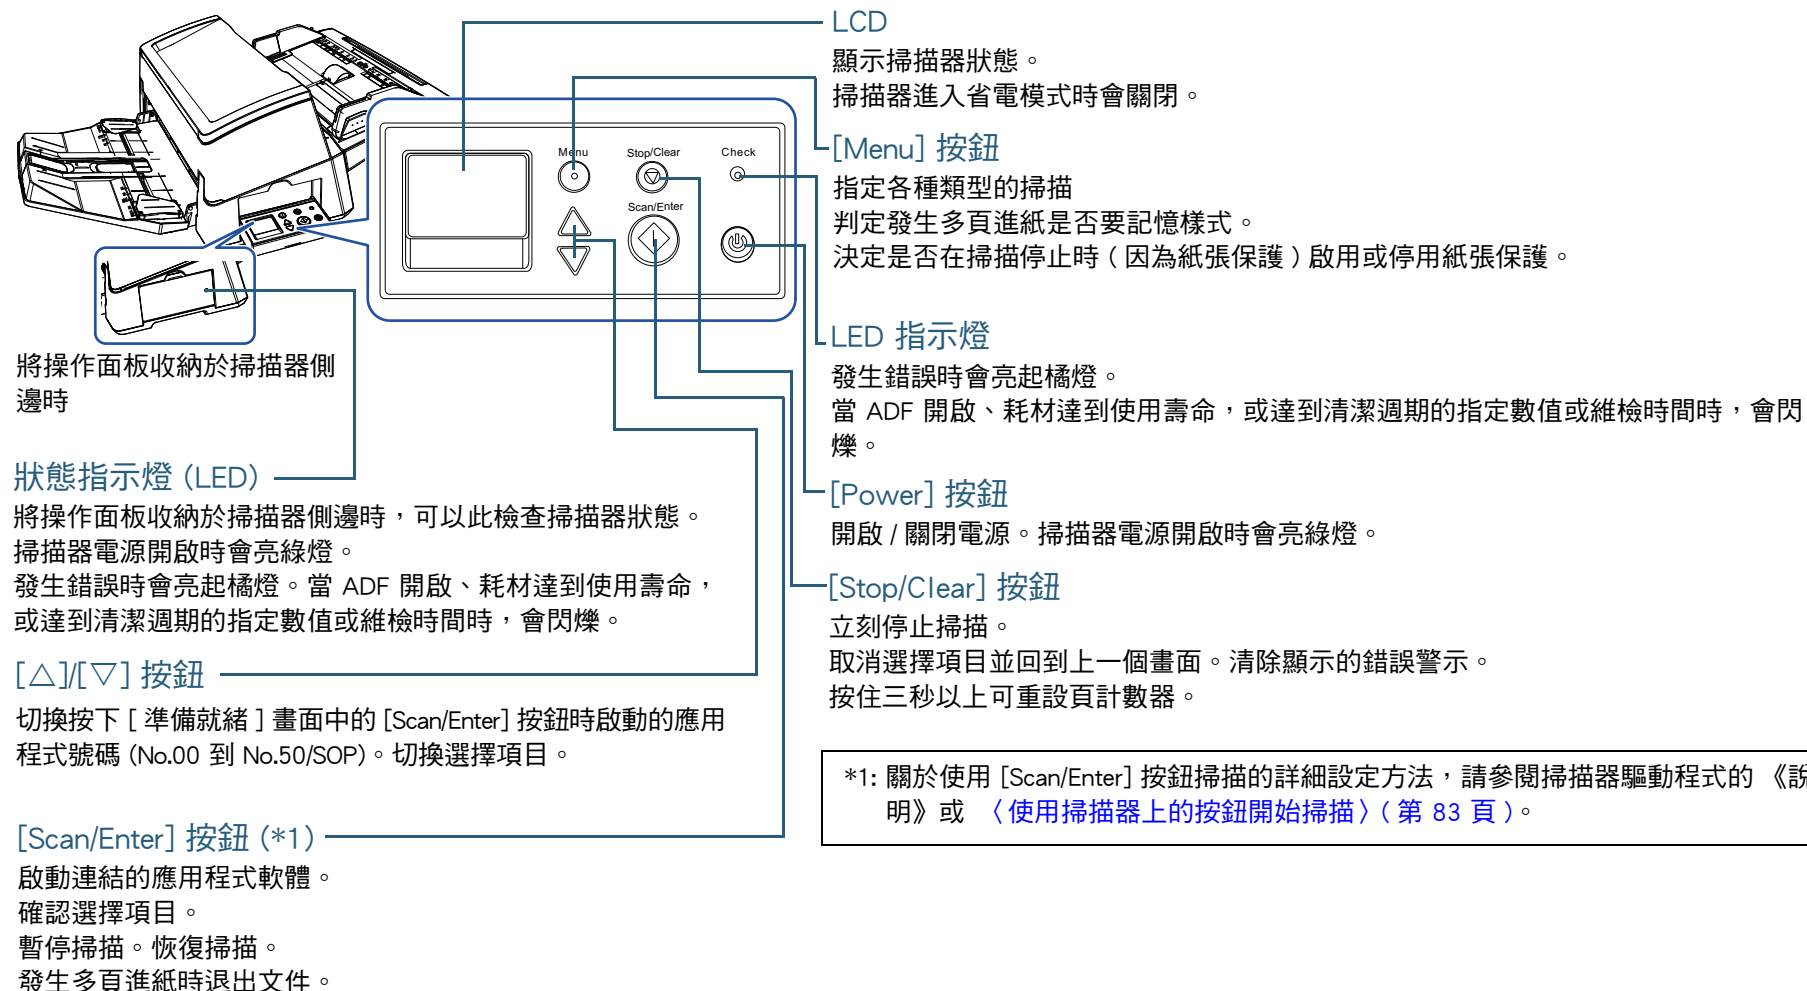 LCD
顯示掃描器狀態。
掃描器進入省電模式時會關閉。
[Menu] 按鈕
指定各種類型的掃描
判定發生多頁進紙是否要記憶樣式。
決定是否在掃描停止時 ( 因為紙張保護 ) 啟用或停用紙張保護。
Menu
Stop/Clear
Check
Scan/Enter
LED 指示燈
發生錯誤時會亮起橘燈。
當 ADF 開啟、耗材達到使用壽命，或達到清潔週期的指定數值或維檢時間時，會閃
爍。
將操作面板收納於掃描器側
邊時
狀態指示燈 (LED)
將操作面板收納於掃描器側邊時，可以此檢查掃描器狀態。
掃描器電源開啟時會亮綠燈。
發生錯誤時會亮起橘燈。當 ADF 開啟、耗材達到使用壽命，
或達到清潔週期的指定數值或維檢時間時，會閃爍。
[Power] 按鈕
開啟 / 關閉電源。掃描器電源開啟時會亮綠燈。
[Stop/Clear] 按鈕
立刻停止掃描。
取消選擇項目並回到上一個畫面。清除顯示的錯誤警示。
按住三秒以上可重設頁計數器。
[△]/[▽] 按鈕
切換按下 [ 準備就緒 ] 畫面中的 [Scan/Enter] 按鈕時啟動的應用
程式號碼 (No.00 到 No.50/SOP)。切換選擇項目。
*1: 關於使用 [Scan/Enter] 按鈕掃描的詳細設定方法，請參閱掃描器驅動程式的 《說
明》或 〈使用掃描器上的按鈕開始掃描〉( 第 83 頁 )。
[Scan/Enter] 按鈕 (*1)
啟動連結的應用程式軟體。
確認選擇項目。
暫停掃描。恢復掃描。
發生多頁進紙時退出文件。